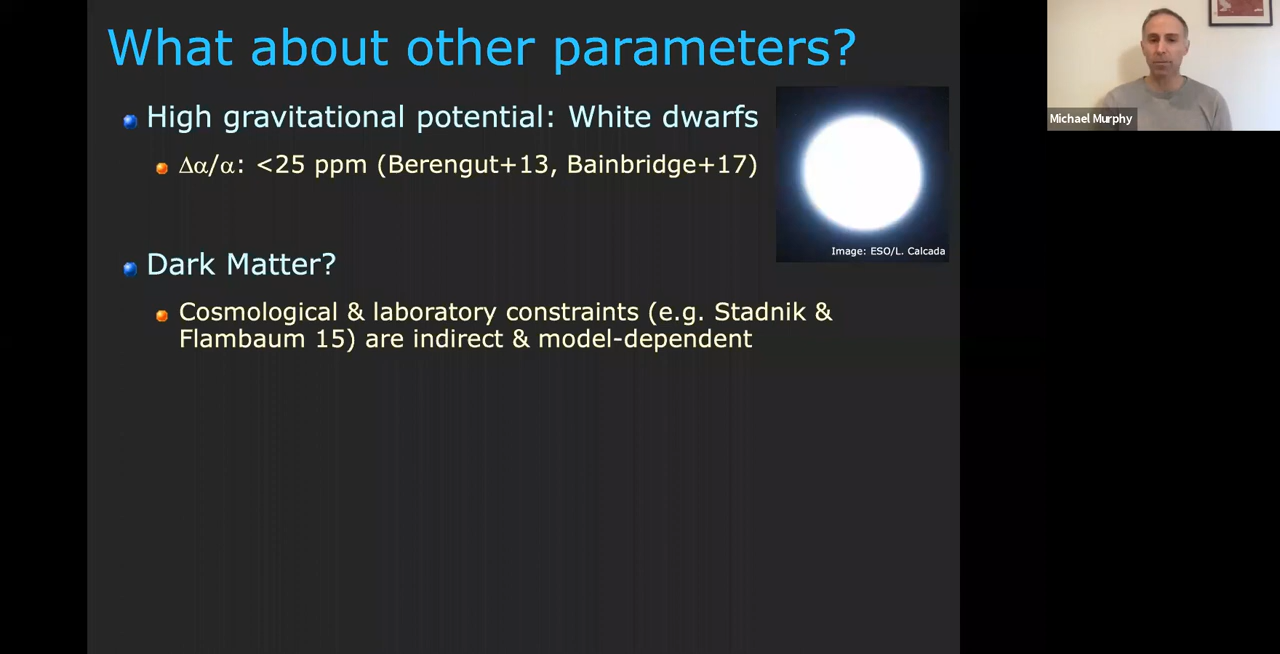 What about other parameters?
High gravitational potential: White dwarfs
Δα/α: <25 ppm (Berengut+13, Bainbridge+17)
Image: ESO/L. Calcada
Dark Matter?
Cosmological & laboratory constraints (e.g. Stadnik &
Flambaum 15) are indirect & model-dependent
Michael Murphy